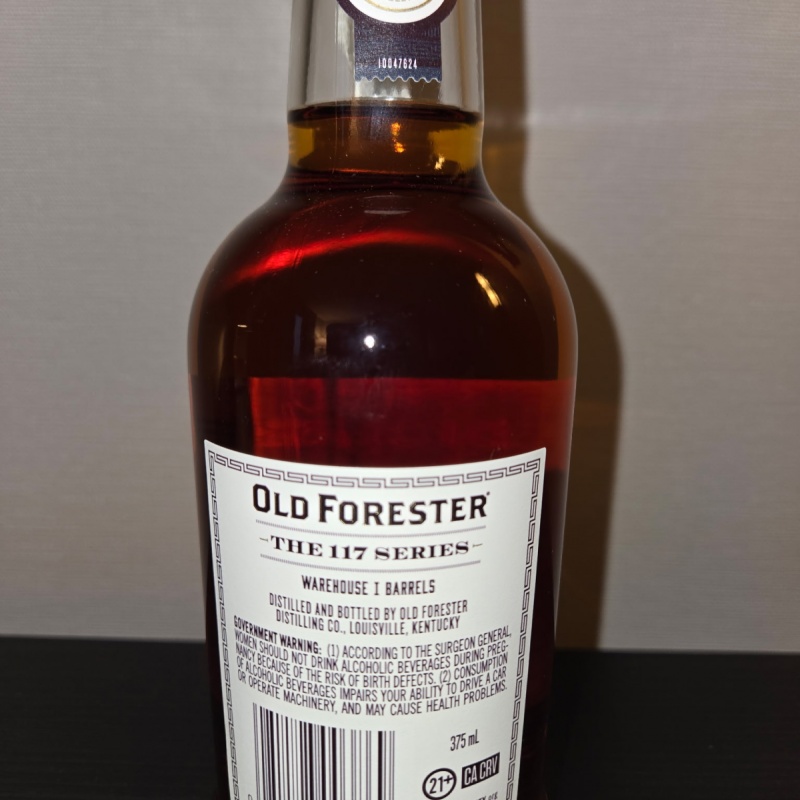 10047624
OLD FORESTER
THE 117 SERIES
WAREHOUSE I BARRELS
DISTILLED AND BOTTLED BY OLD FORESTER
DISTILLING CO., LOUISVILLE, KENTUCKY
GOVERNMENT WARNING: (1) ACCORDING TO THE SURGEON GENERAL,
WOMEN SHOULD NOT DRINK ALCOHOLIC BEVERAGES DURING PREG-
NANCY BECAUSE OF THE RISK OF BIRTH DEFECTS. (2) CONSUMPTION
OF ALCOHOLIC BEVERAGES IMPAIRS YOUR ABILITY TO DRIVE A CAR
OR OPERATE MACHINERY, AND MAY CAUSE HEALTH PROBLEMS.
375 mL
21+ CA CRV